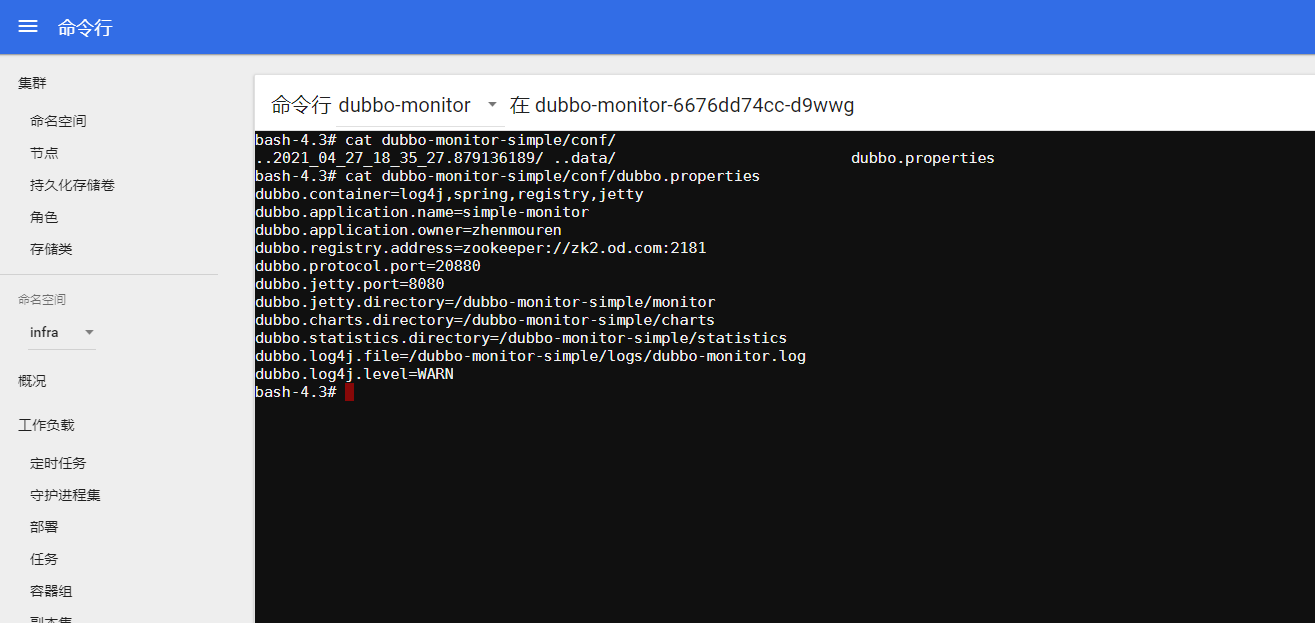 命令行
集群
命名空间
节点
持久化存储卷
角色
存储类
命名空间
infra
概况
工作负载
定时任务
守护进程集
部署
任务
容器组
副本集
命令行 dubbo-monitor 在 dubbo-monitor-6676dd74cc-d9wwg
bash-4.3# cat dubbo-monitor-simple/conf/
..2021_04_27_18_35_27.879136189/ ..data/ dubbo.properties
bash-4.3# cat dubbo-monitor-simple/conf/dubbo.properties
dubbo.container=log4j,spring,registry,jetty
dubbo.application.name=simple-monitor
dubbo.application.owner=zhenmouren
dubbo.registry.address=zookeeper://zk2.od.com:2181
dubbo.protocol.port=20880
dubbo.jetty.port=8080
dubbo.jetty.directory=/dubbo-monitor-simple/monitor
dubbo.charts.directory=/dubbo-monitor-simple/charts
dubbo.statistics.directory=/dubbo-monitor-simple/statistics
dubbo.log4j.file=/dubbo-monitor-simple/logs/dubbo-monitor.log
dubbo.log4j.level=WARN
bash-4.3#